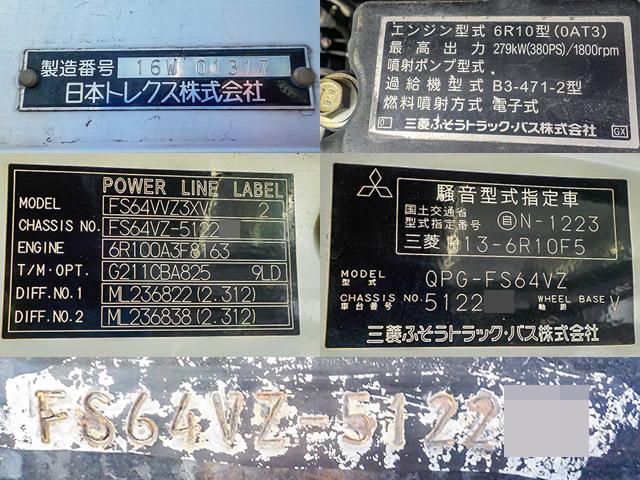 製造番号 16W 01317
日本トレクス株式会社
エンジン型式 6R10型(0AT3)
最高出力 279kW(380PS)/1800rpm
噴射ポンプ型式
過給機型式 B3-471-2型
燃料噴射方式 電子式
0 三菱ふそうトラック・バス株式会社 GX
POWER LINE LABEL
MODEL FS64VVZ3XV 2
CHASSIS NO. FS64VZ-5122
ENGINE 6R100A3F8163
T/M・OPT. G211CBA825 9LD
DIFF.NO.1 ML236822(2.312)
DIFF.NO.2 ML236838(2.312)
騒音型式指定車
国土交通省
型式指定番号 自N-1223
三菱 13-6R10F5
MODEL 型式 QPG-FS64VZ
CHASSIS NO. 車台番号 5122 WHEEL BASE 軸距 V
三菱ふそうトラック・バス株式会社
FS64VZ-5122